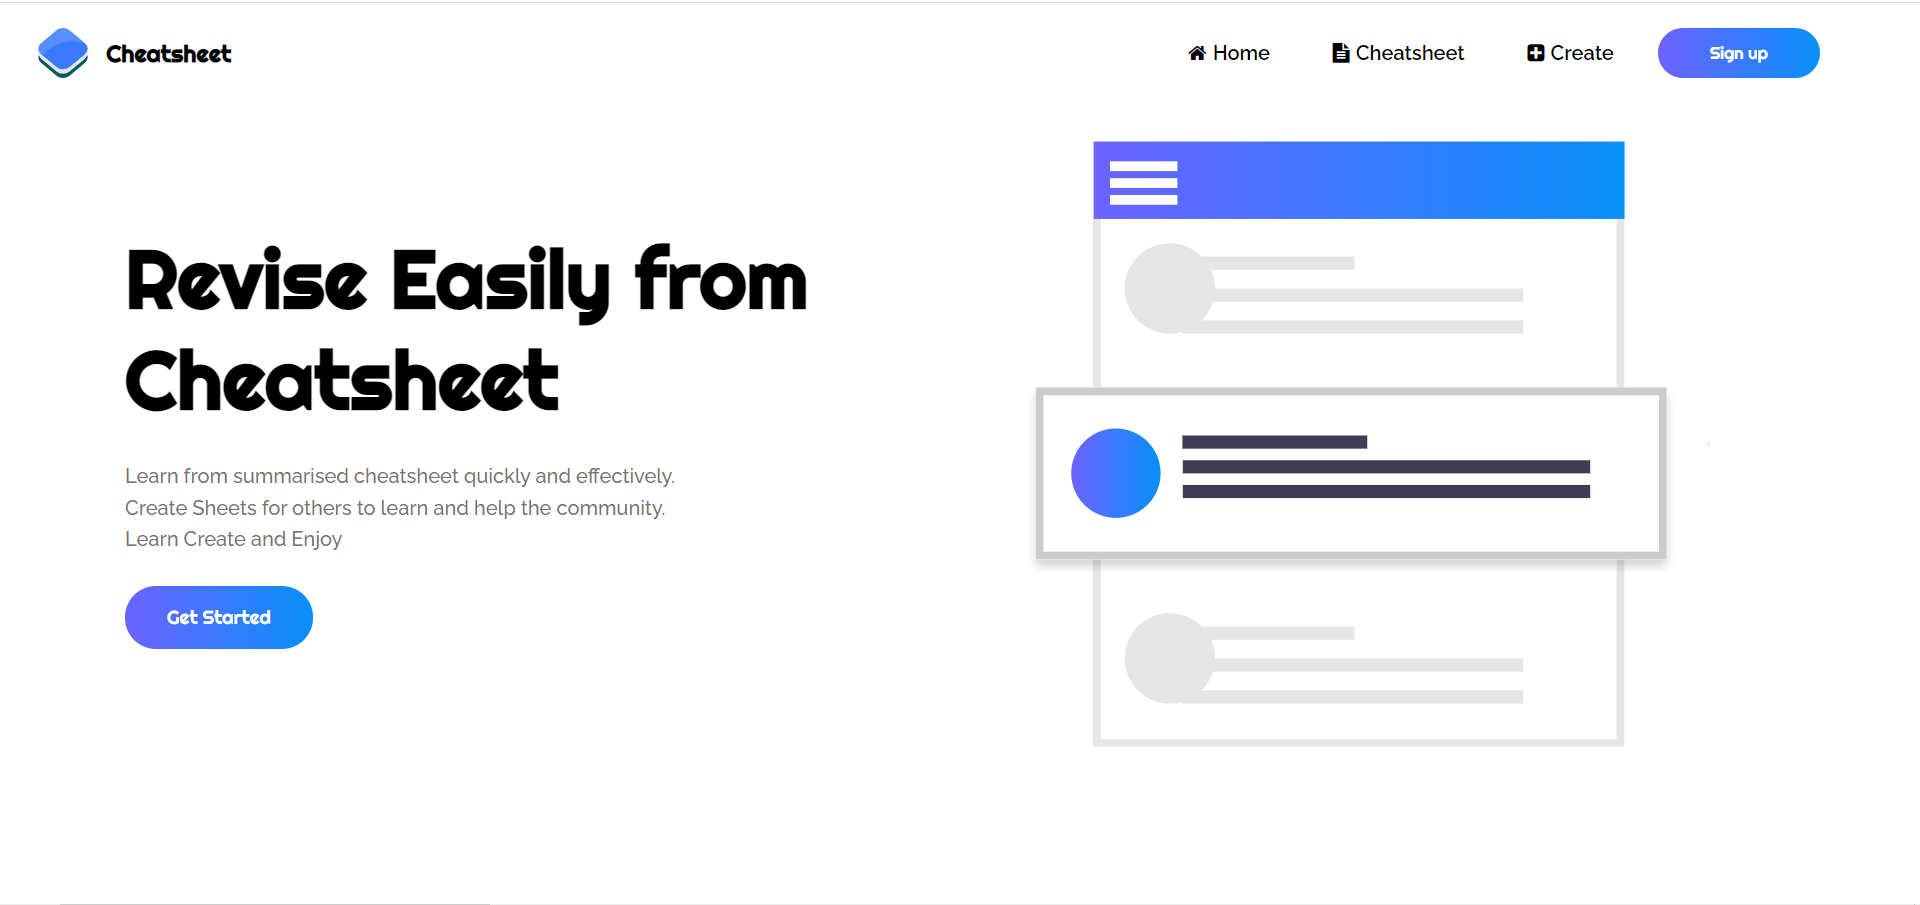 Cheatsheet
Home
Cheatsheet
Create
Sign up
Revise Easily from
Cheatsheet
Learn from summarised cheatsheet quickly and effectively.
Create Sheets for others to learn and help the community.
Learn Create and Enjoy
Get Started